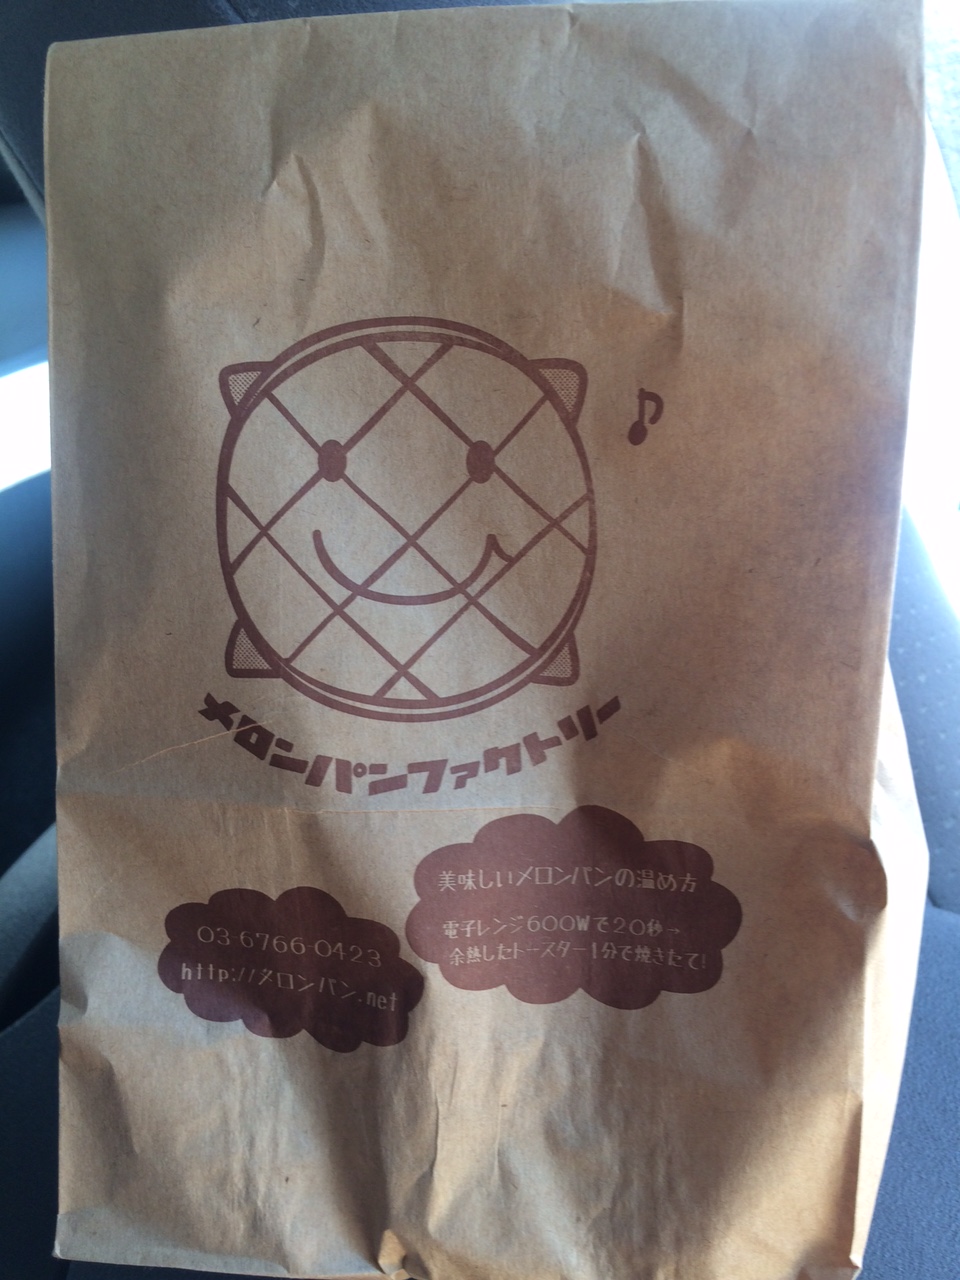 メロンパンファクトリー
美味しいメロンパンの温め方
電子レンジ600Wで20秒→
余熱したトースター1分で焼きたて!
03-6766-0423
http://メロンパン.net